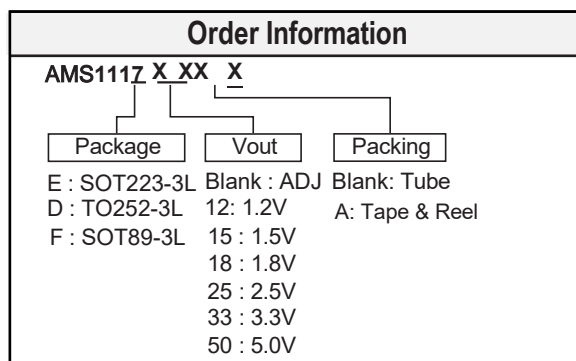 Order Information
AMS1117 X XX X
Package Vout Packing
E : SOT223-3L Blank : ADJ Blank: Tube
D : TO252-3L 12: 1.2V A: Tape & Reel
F : SOT89-3L 15 : 1.5V
18 : 1.8V
25 : 2.5V
33 : 3.3V
50 : 5.0V